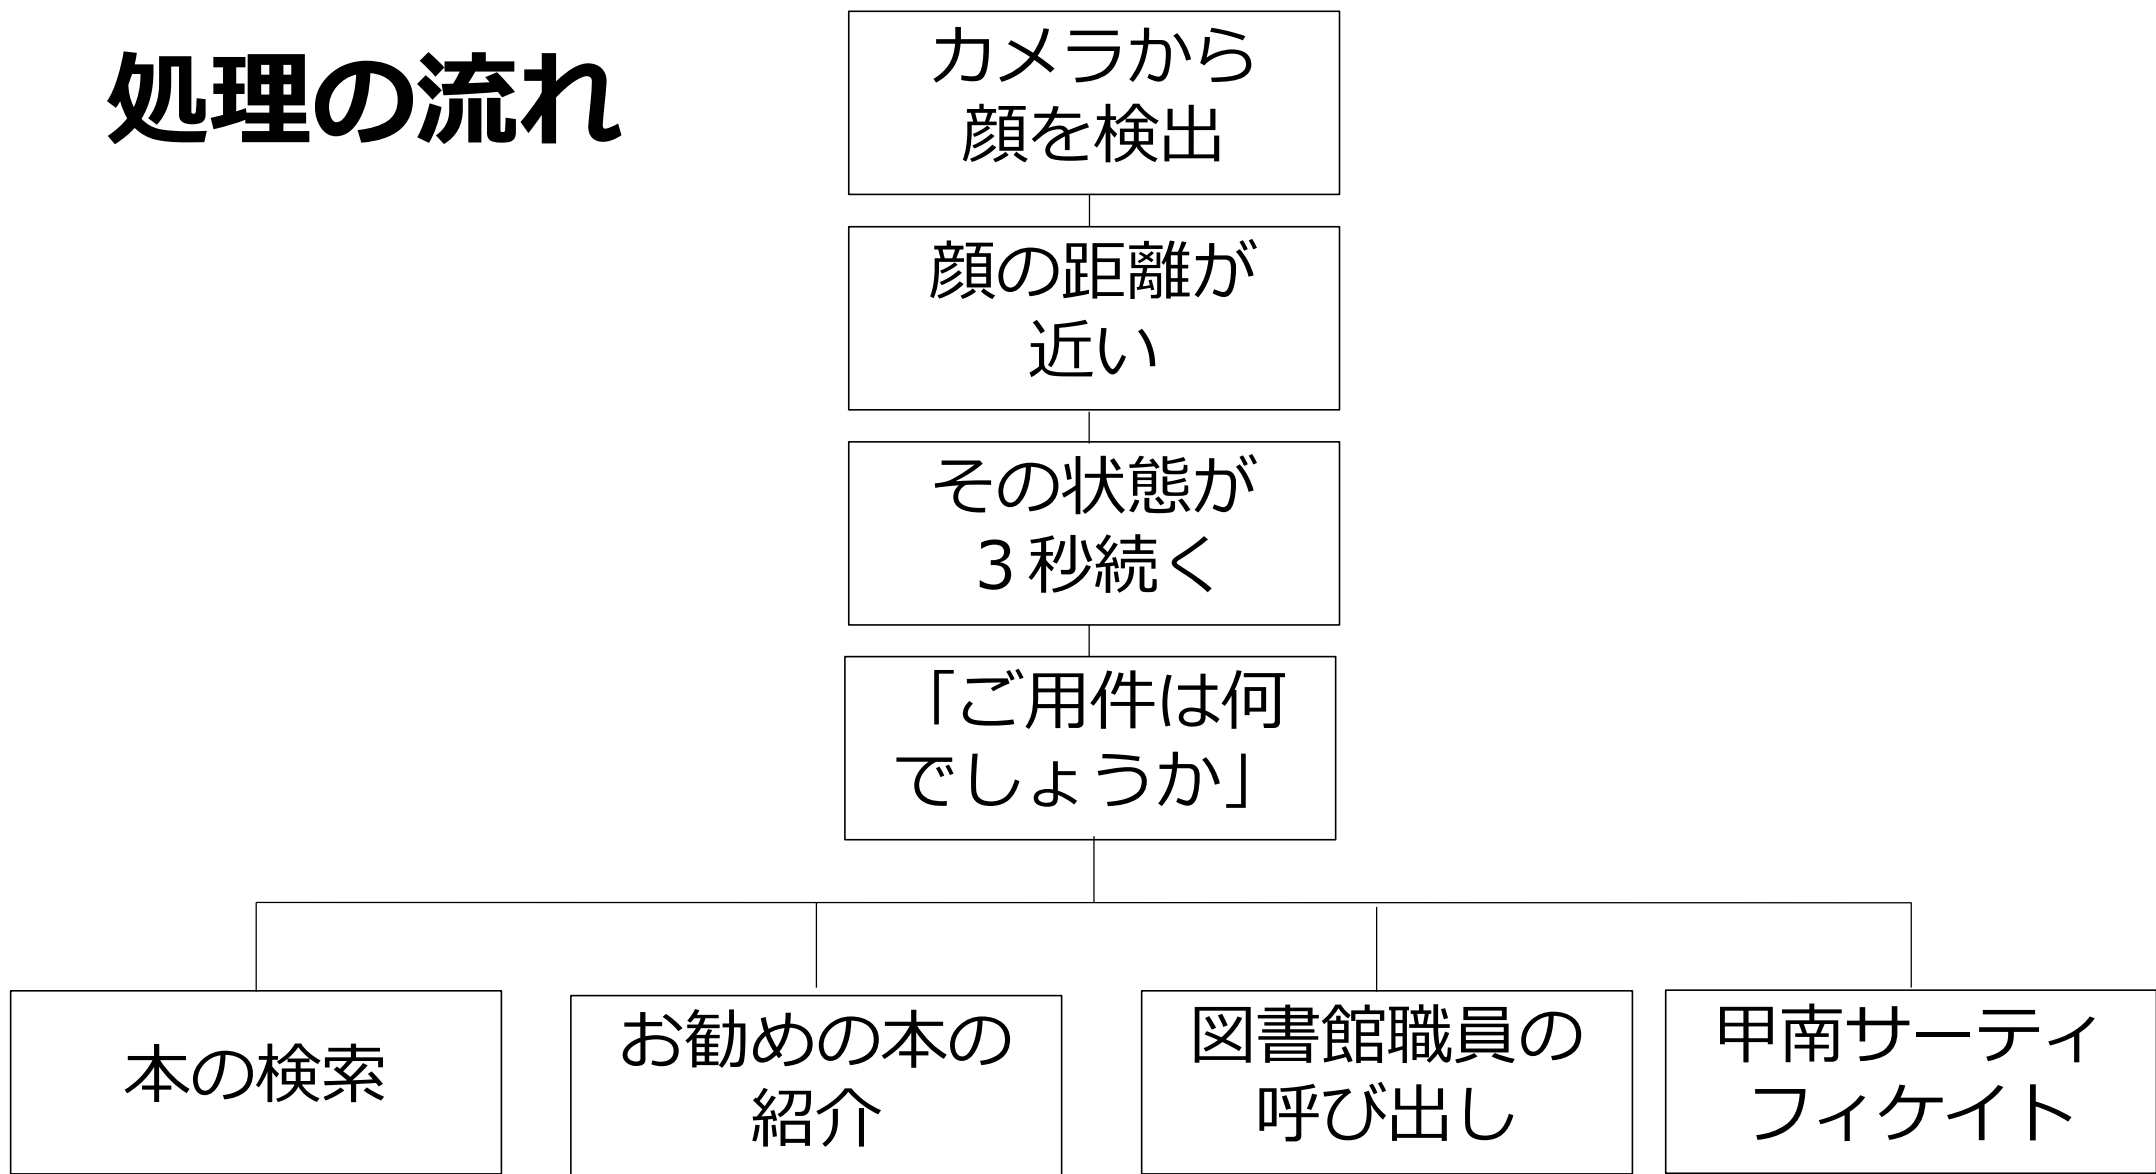 処理の流れ
カメラから
顔を検出
顔の距離が
近い
その状態が
３秒続く
「ご用件は何
でしょうか」
本の検索
お勧めの本の
紹介
図書館職員の
呼び出し
甲南サーティ
フィケイト